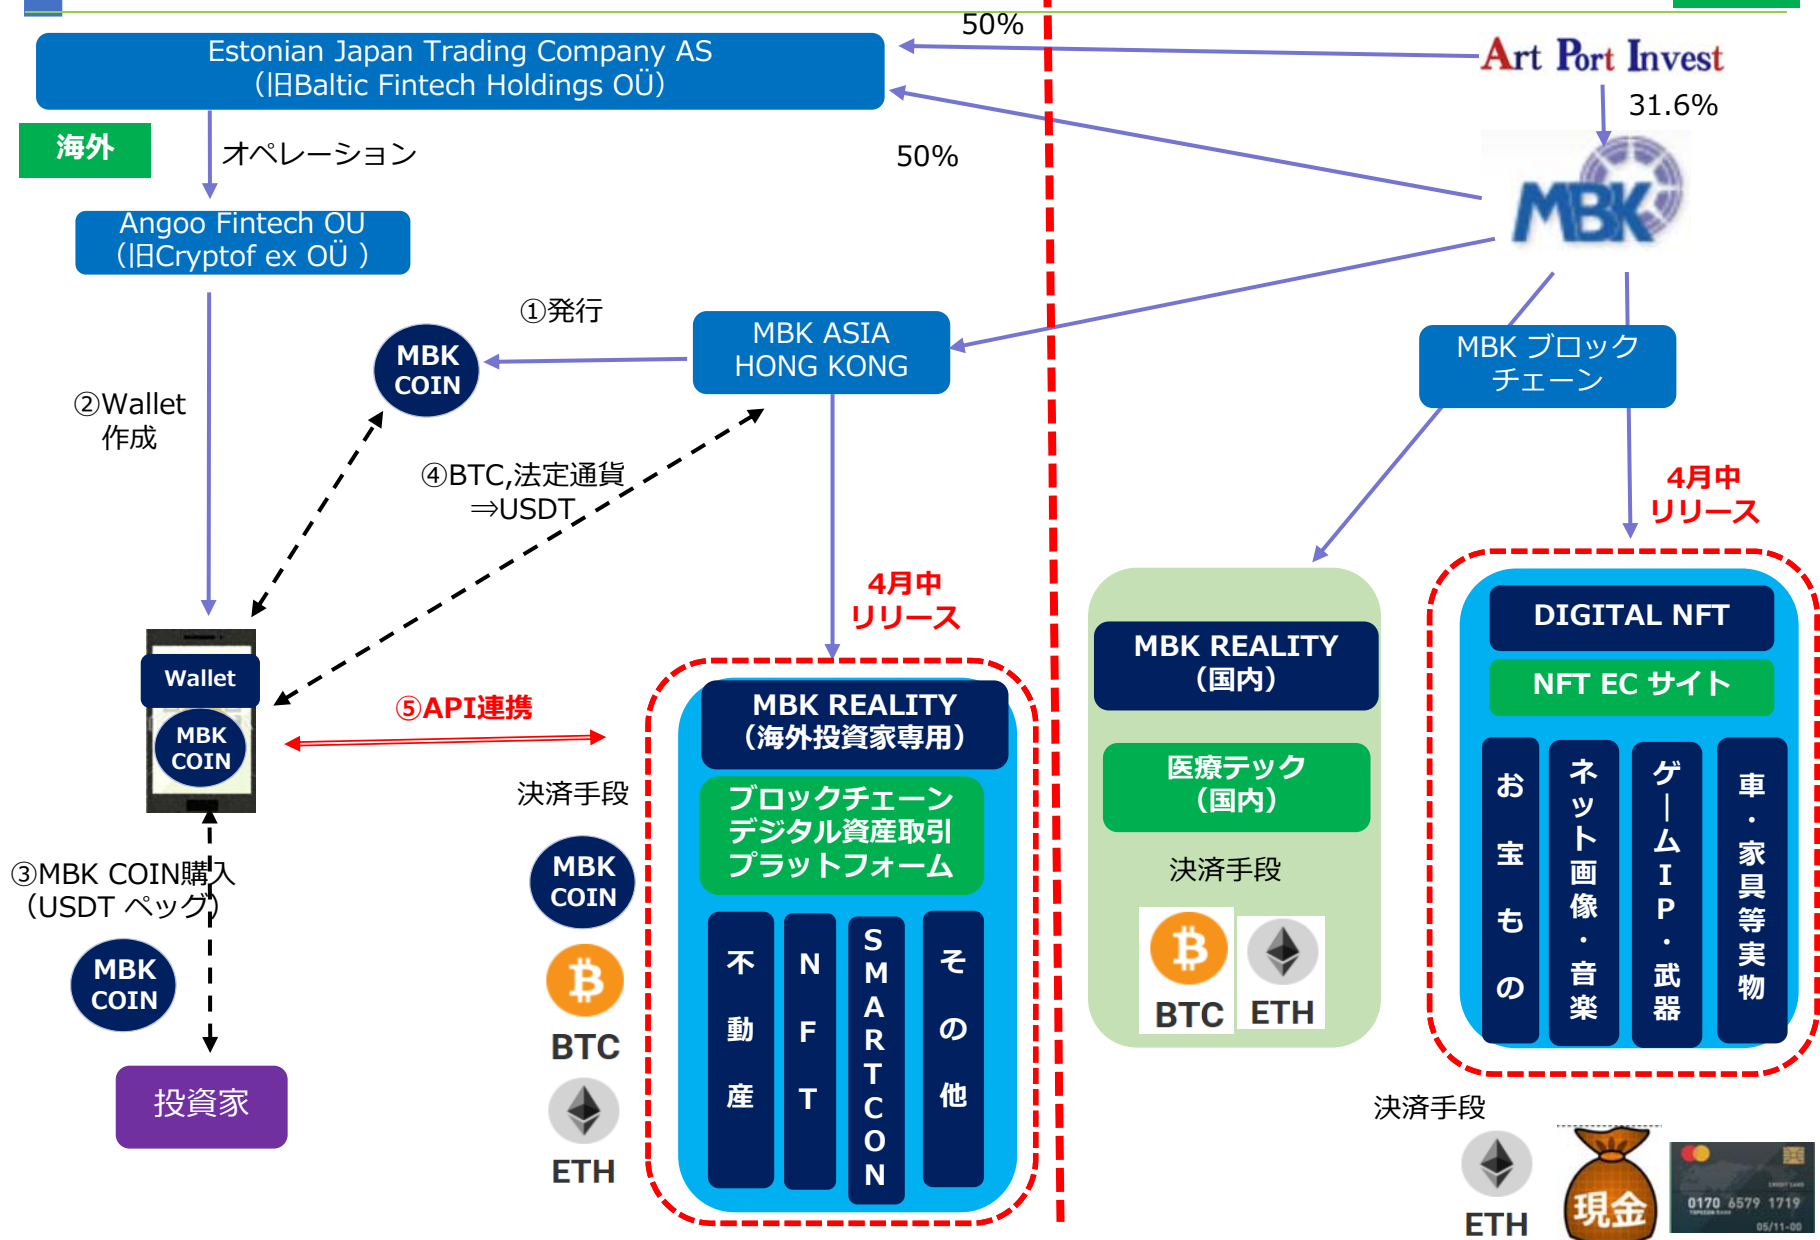 50%
Estonian Japan Trading Company AS
（旧Baltic Fintech Holdings OÜ）
Art Port Invest
31.6%
海外
オペレーション
50%
MBK
Angoo Fintech OU
（旧Cryptof ex OÜ ）
①発行
MBK
COIN
MBK ASIA
HONG KONG
MBK ブロック
チェーン
②Wallet
作成
④BTC,法定通貨
⇒USDT
4月中
リリース
4月中
リリース
Wallet
MBK
COIN
⑤API連携
MBK REALITY
（海外投資家専用）
ブロックチェーン
デジタル資産取引
プラットフォーム
不動産
NFT
SMARTCON
その他
決済手段
MBK
COIN
BTC
ETH
③MBK COIN購入
（USDT ペッグ）
MBK
COIN
投資家
MBK REALITY
（国内）
医療テック
（国内）
決済手段
BTC
ETH
DIGITAL NFT
NFT EC サイト
お宝もの
ネット画像・音楽
ゲームIP・武器
車・家具等実物
決済手段
ETH
現金
0170 6579 1719
05/11-00